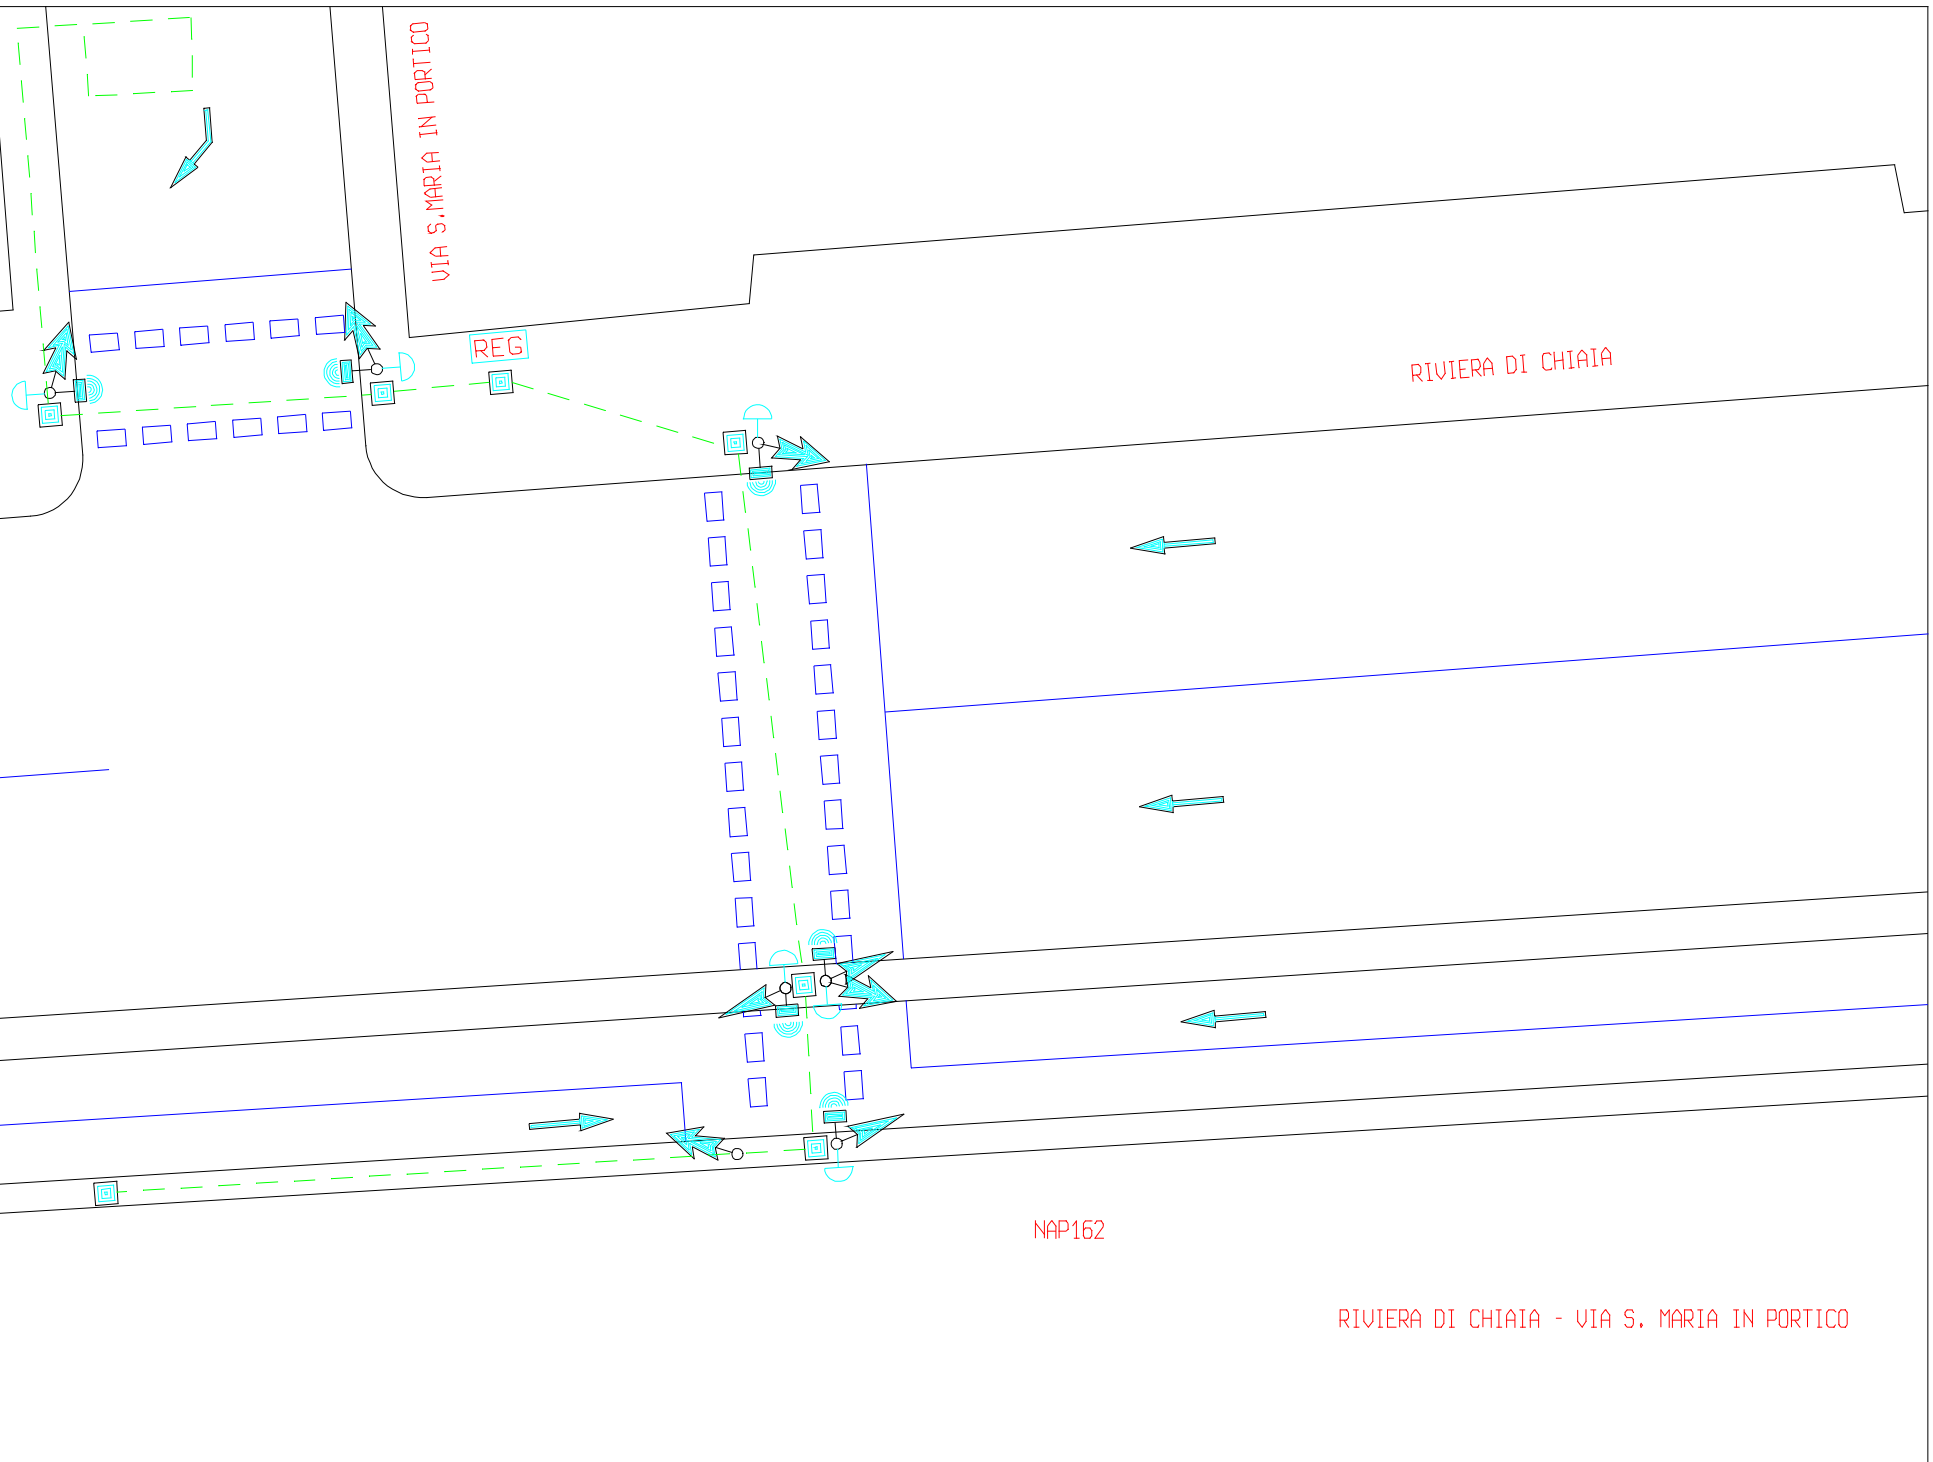 VIA S.MARIA IN PORTICO
REG
RIVIERA DI CHIAIA
NAP162
RIVIERA DI CHIAIA - VIA S. MARIA IN PORTICO